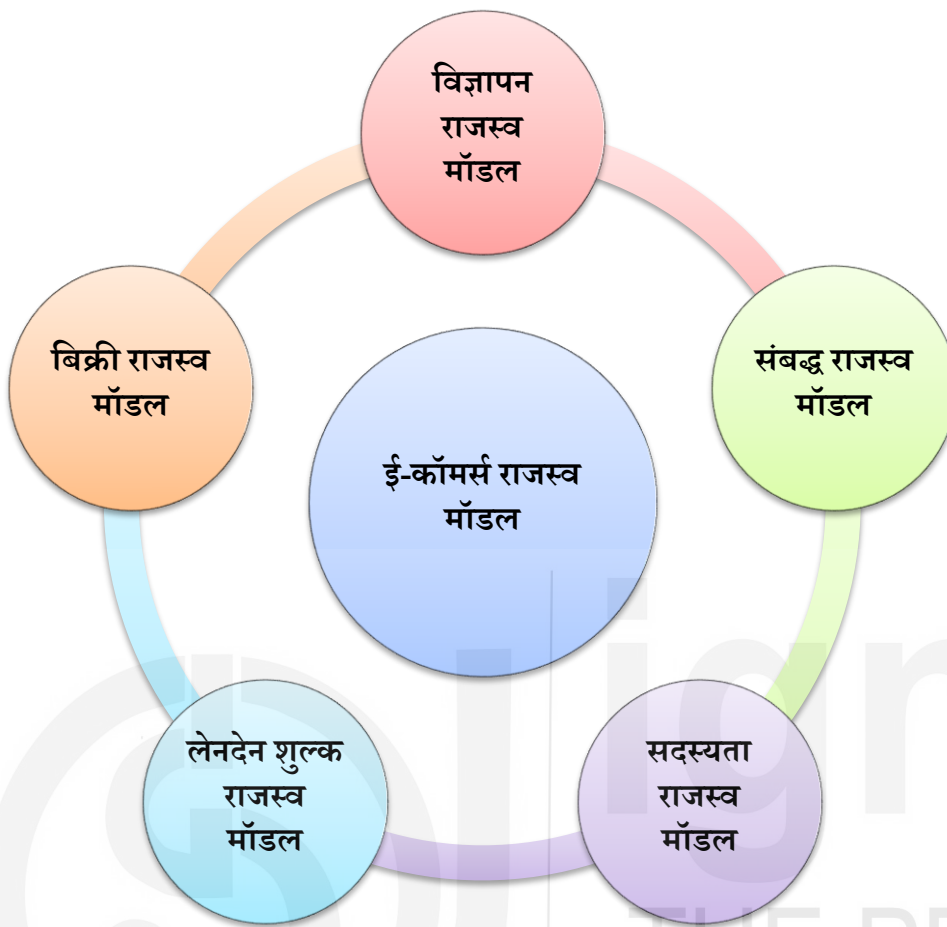 विज्ञापन
राजस्व
मॉडल
बिक्री राजस्व
मॉडल
संबद्ध राजस्व
मॉडल
ई-कॉमर्स राजस्व
मॉडल
लेनदेन शुल्क
राजस्व
मॉडल
सदस्यता
राजस्व
मॉडल